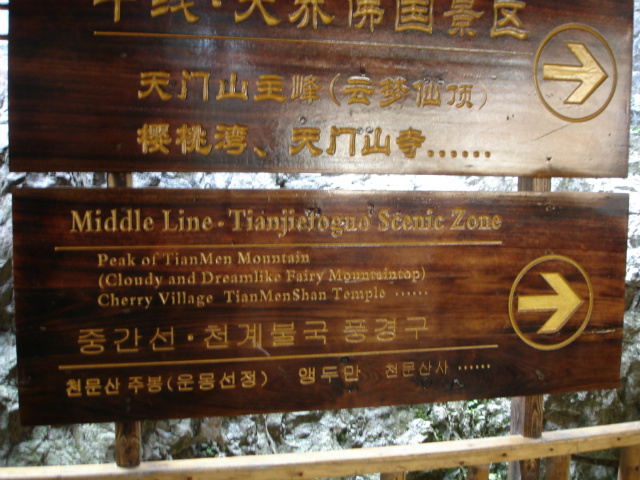 中线·天界佛国景区
天门山主峰(云梦仙顶)
樱桃湾、天门山寺......
Middle Line·Tianjiefoguo Scenic Zone
Peak of TianMen Mountain
(Cloudy and Dreamlike Fairy Mountaintop)
Cherry Village TianMenShan Temple ......
중간선·천계불국 풍경구
천문산 주봉(운몽선정) 앵두만 천문산사 ......